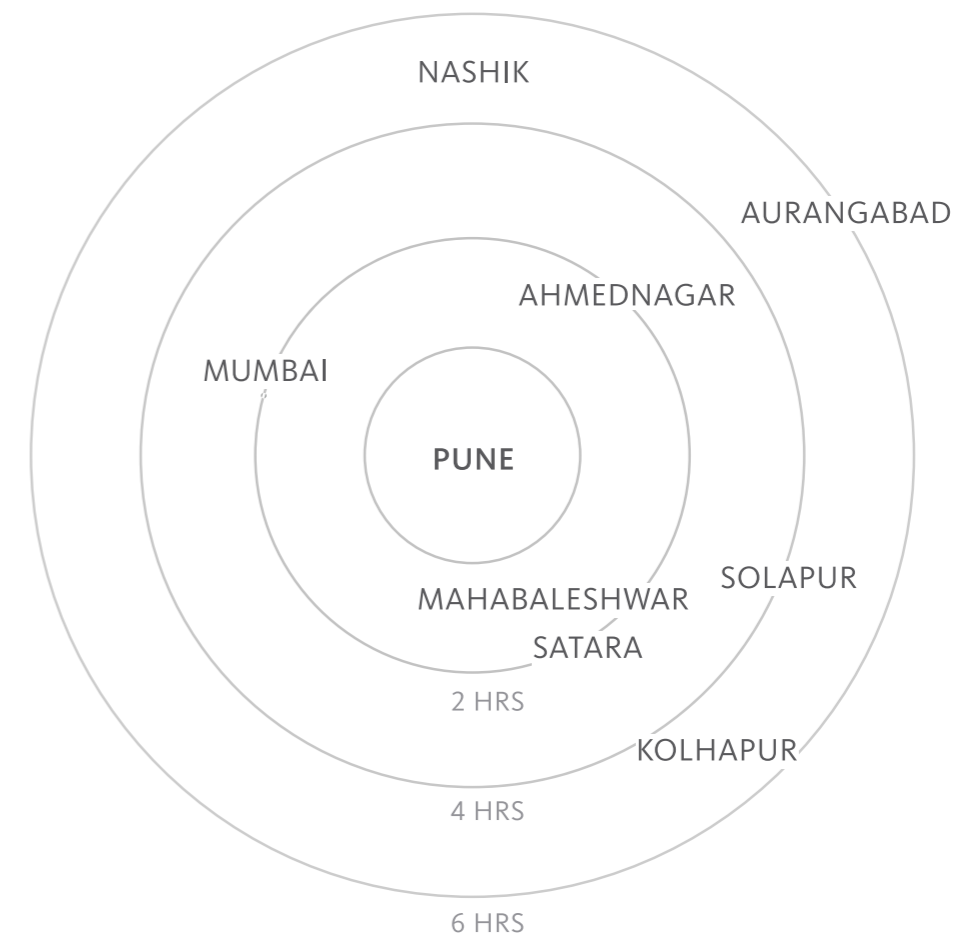 NASHIK
AURANGABAD
AHMEDNAGAR
MUMBAI
PUNE
SOLAPUR
MAHABALESHWAR
SATARA
2 HRS
KOLHAPUR
4 HRS
6 HRS